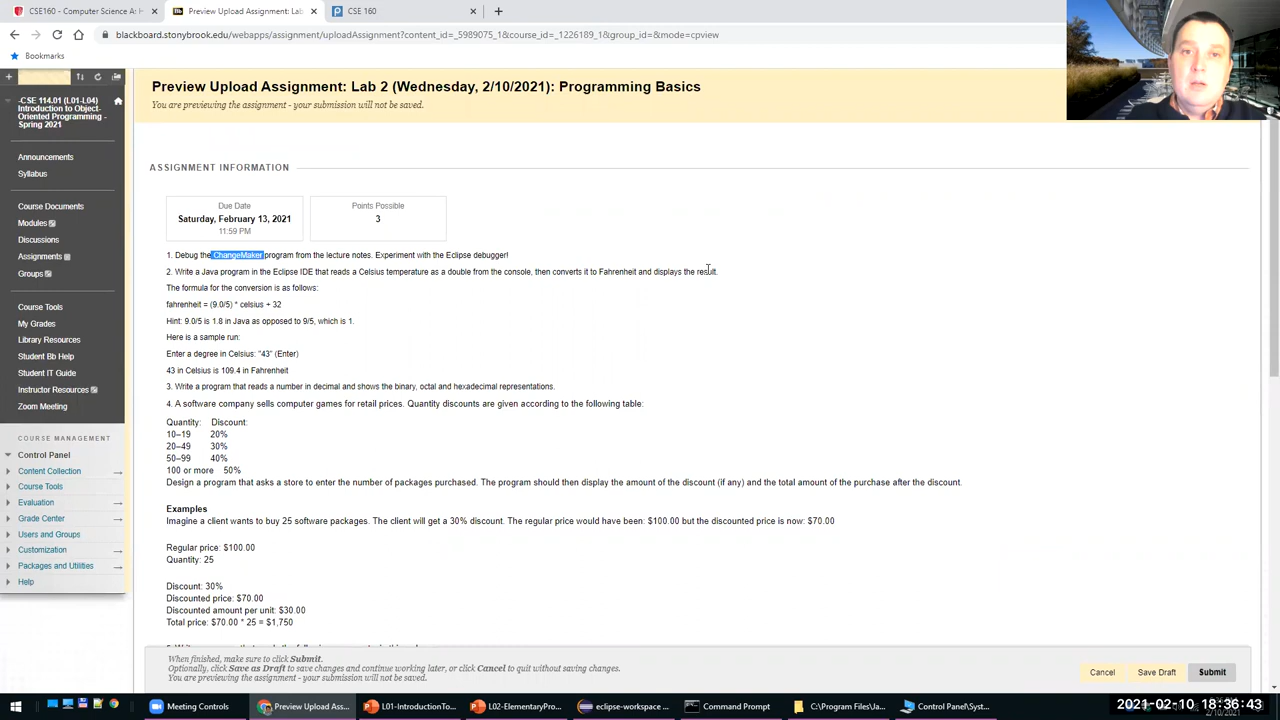 CSE160 - Computer Science A: H
Preview Upload Assignment: Lab
CSE 160
blackboard.stonybrook.edu/webapps/assignment/uploadAssignment?content_id=_5989075_1&course_id=_1226189_1&group_id=&mode=cpview
Bookmarks
-CSE 114.01 (L01-L04)
Introduction to Object-
Oriented Programming -
Spring 2021
Announcements
Syllabus
Course Documents
Modules
Discussions
Assignments
Groups
Course Tools
My Grades
Library Resources
Student Bb Help
Student IT Guide
Instructor Resources
Zoom Meeting
COURSE MANAGEMENT
Control Panel
Content Collection
Course Tools
Evaluation
Grade Center
Users and Groups
Customization
Packages and Utilities
Help
Preview Upload Assignment: Lab 2 (Wednesday, 2/10/2021): Programming Basics
You are previewing the assignment - your submission will not be saved.
ASSIGNMENT INFORMATION
Due Date
Saturday, February 13, 2021
11:59 PM
Points Possible
3
1. Debug the ChangeMaker program from the lecture notes. Experiment with the Eclipse debugger!
2. Write a Java program in the Eclipse IDE that reads a Celsius temperature as a double from the console, then converts it to Fahrenheit and displays the result.
The formula for the conversion is as follows:
fahrenheit = (9.0/5) * celsius + 32
Hint: 9.0/5 is 1.8 in Java as opposed to 9/5, which is 1.
Here is a sample run:
Enter a degree in Celsius: "43" (Enter)
43 in Celsius is 109.4 in Fahrenheit
3. Write a program that reads a number in decimal and shows the binary, octal and hexadecimal representations.
4. A software company sells computer games for retail prices. Quantity discounts are given according to the following table:
Quantity: Discount:
10–19 20%
20–49 30%
50–99 40%
100 or more 50%
Design a program that asks a store to enter the number of packages purchased. The program should then display the amount of the discount (if any) and the total amount of the purchase after the discount.
Examples
Imagine a client wants to buy 25 software packages. The client will get a 30% discount. The regular price would have been: $100.00 but the discounted price is now: $70.00
Regular price: $100.00
Quantity: 25
Discount: 30%
Discounted price: $70.00
Discounted amount per unit: $30.00
Total price: $70.00 * 25 = $1,750
When finished, make sure to click Submit.
Optionally, click Save as Draft to save changes and continue working later, or click Cancel to quit without saving changes.
You are previewing the assignment - your submission will not be saved.
Cancel
Save Draft
Submit
Meeting Controls
Preview Upload Ass...
L01-IntroductionTo...
L02-ElementaryPro...
eclipse-workspace ...
Command Prompt
C:\Program Files\Ja...
Control Panel\Syst...
2021-02-10 18:36:43